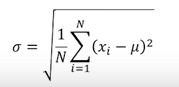 σ = √(1/N ∑_{i=1}^{N} (x_i − μ)²)